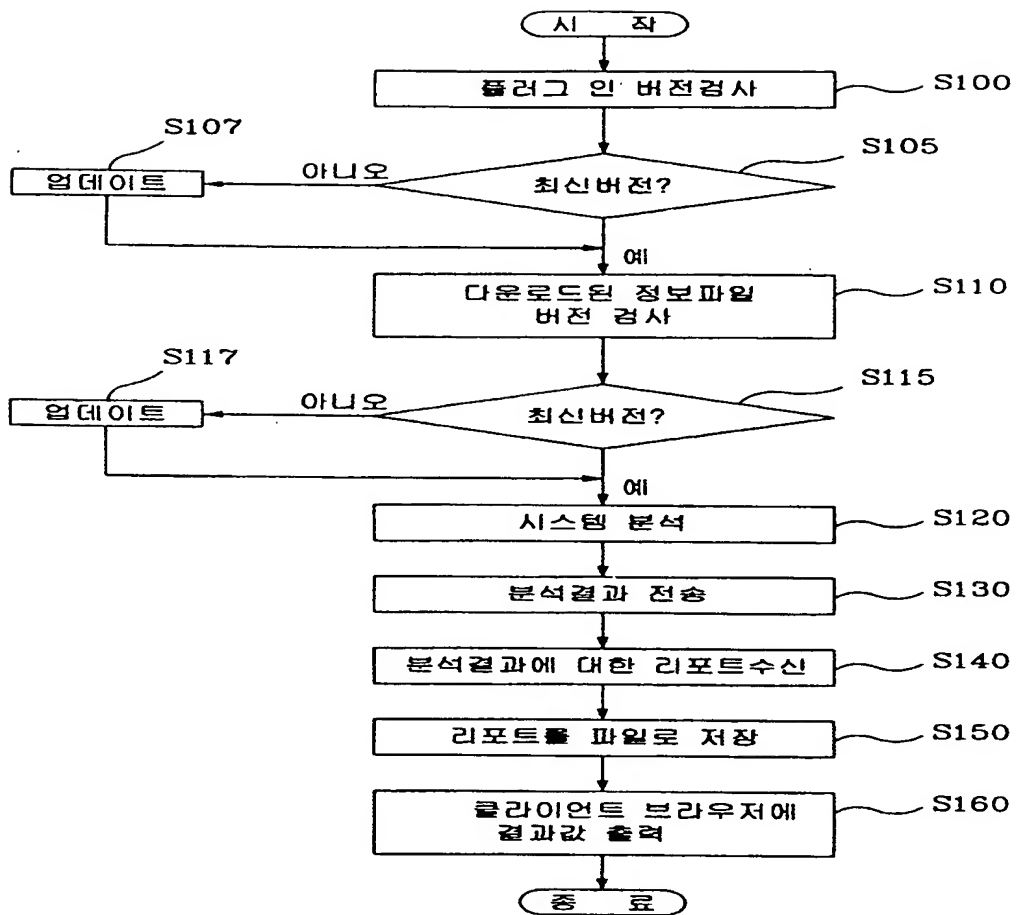 시 작
플러그 인 버전검사
S100
S107
S105
업데이트
아니오
최신버전?
예
다운로드된 정보파일
버전 검사
S110
S117
S115
업데이트
아니오
최신버전?
예
시스템 분석
S120
분석결과 전송
S130
분석결과에 대한 리포트수신
S140
리포트를 파일로 저장
S150
클라이언트 브라우저에
결과값 출력
S160
종 료